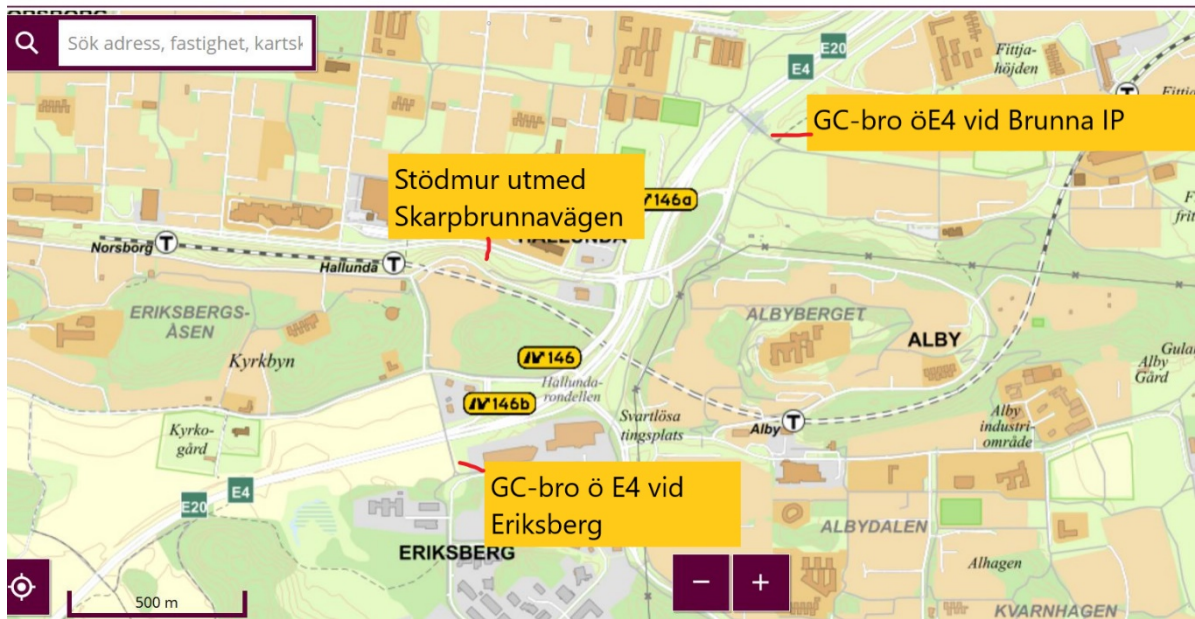 Sök adress, fastighet, kartsk
E20
E4
Fittja-
höjden
GC-bro öE4 vid Brunna IP
Stödmur utmed
Skarpbrunnavägen
146a
Norsborg
T
Hallunda
T
T
ERIKSBERGS-
ÅSEN
Kyrkbyn
ALBYBERGET
ALBY
146
Hallunda-
rondellen
146b
Svartlösa
tingsplats
Alby
T
Alby
Gård
Alby
industri-
område
Kyrko-
gård
E4
E20
GC-bro ö E4 vid
Eriksberg
ERIKSBERG
ALBYDALEN
Alhagen
KVARNHAGEN
500 m
−
+